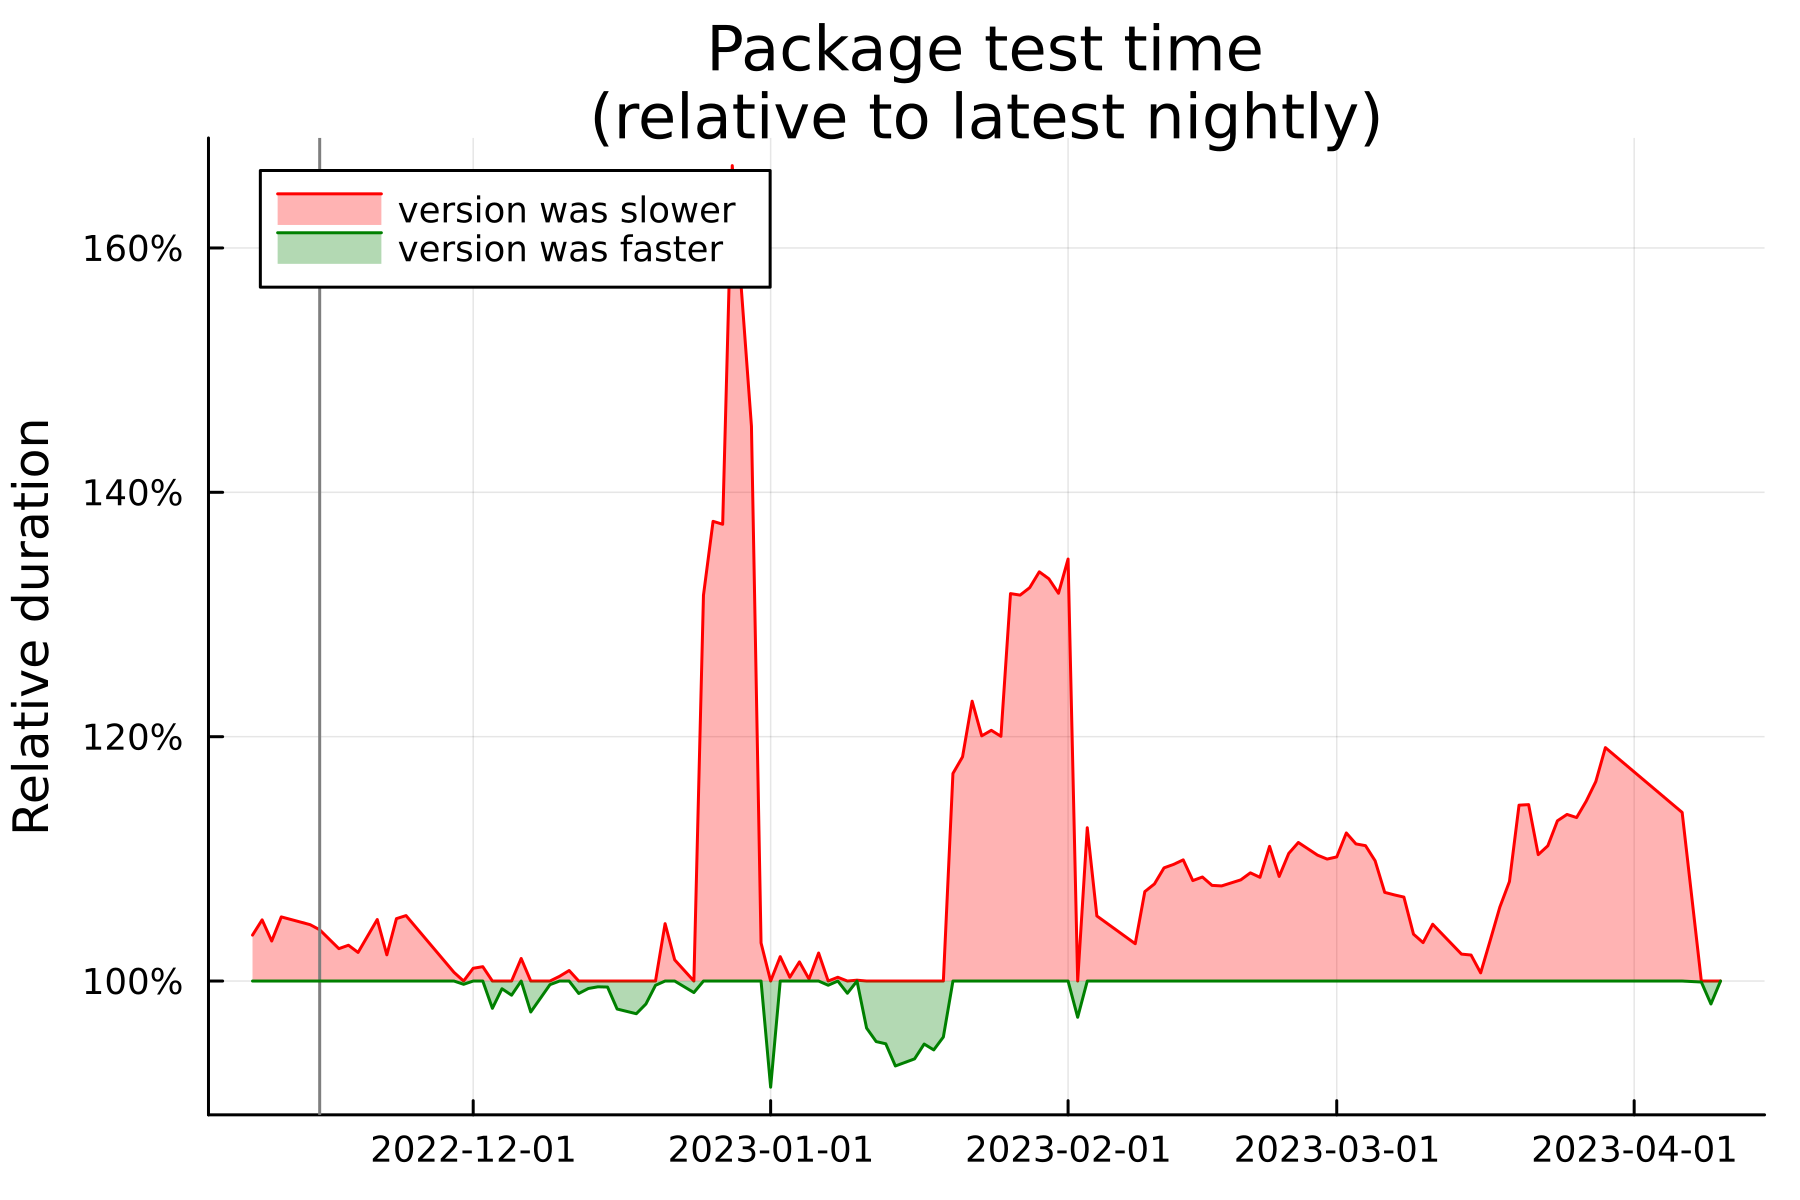 Package test time
(relative to latest nightly)
version was slower
version was faster
160%
140%
120%
100%
Relative duration
2022-12-01
2023-01-01
2023-02-01
2023-03-01
2023-04-01